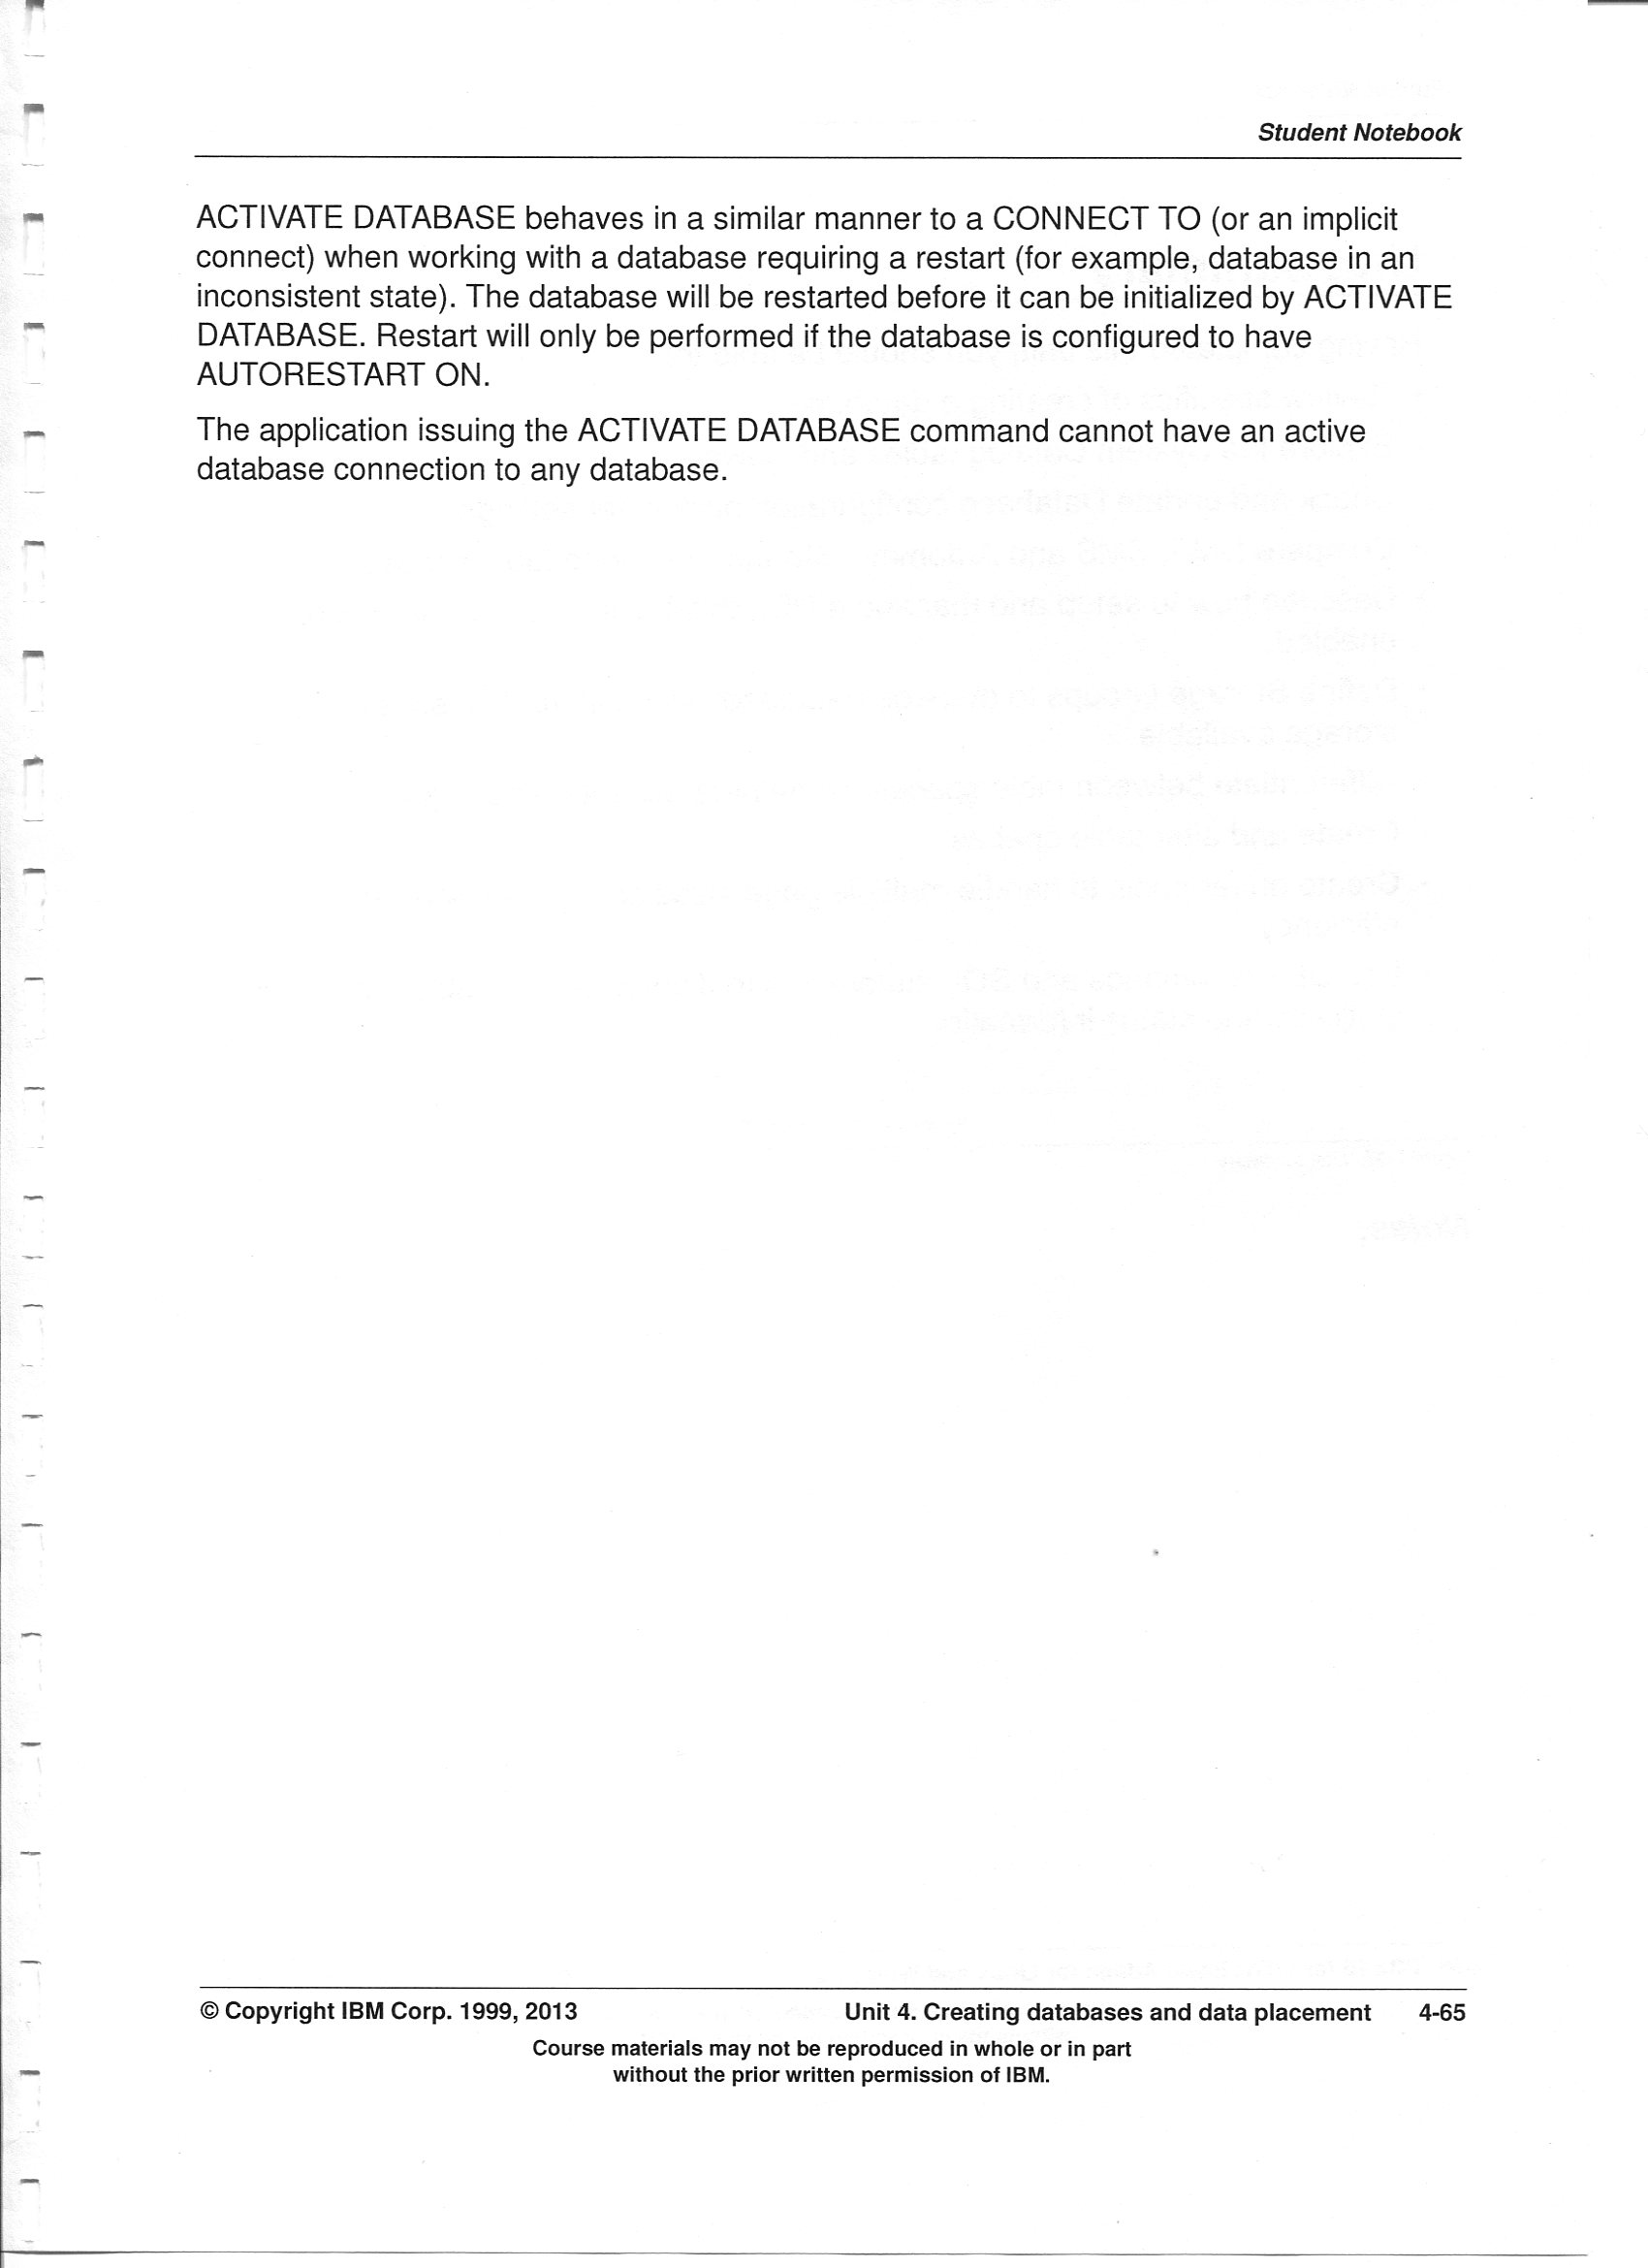 Student Notebook
ACTIVATE DATABASE behaves in a similar manner to a CONNECT TO (or an implicit
connect) when working with a database requiring a restart (for example, database in an
inconsistent state). The database will be restarted before it can be initialized by ACTIVATE
DATABASE. Restart will only be performed if the database is configured to have
AUTORESTART ON.
The application issuing the ACTIVATE DATABASE command cannot have an active
database connection to any database.
© Copyright IBM Corp. 1999, 2013 Unit 4. Creating databases and data placement 4-65
Course materials may not be reproduced in whole or in part
without the prior written permission of IBM.